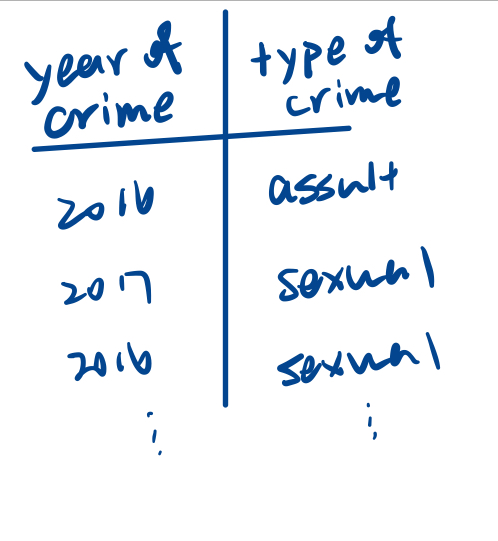 year of type of
crime crime
2016 assult
2017 sexual
2016 sexual